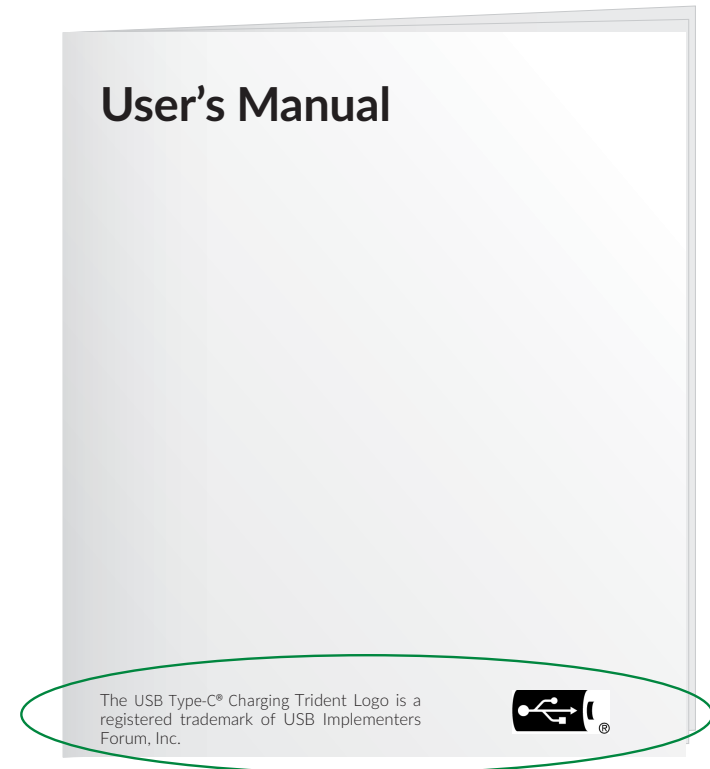 User’s Manual
The USB Type-C® Charging Trident Logo is a
registered trademark of USB Implementers
Forum, Inc.
®